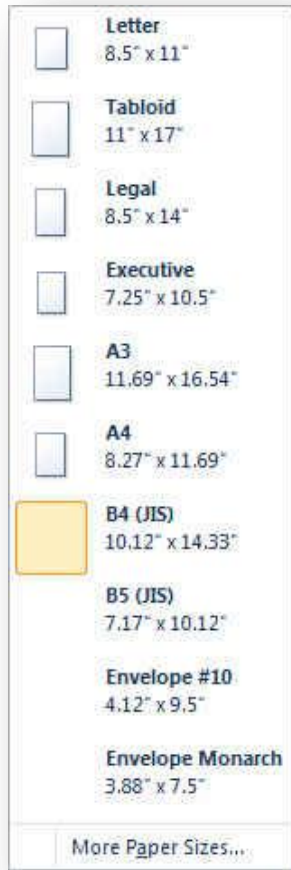 Letter
8.5" x 11"
Tabloid
11" x 17"
Legal
8.5" x 14"
Executive
7.25" x 10.5"
A3
11.69" x 16.54"
A4
8.27" x 11.69"
B4 (JIS)
10.12" x 14.33"
B5 (JIS)
7.17" x 10.12"
Envelope #10
4.12" x 9.5"
Envelope Monarch
3.88" x 7.5"
More Paper Sizes...